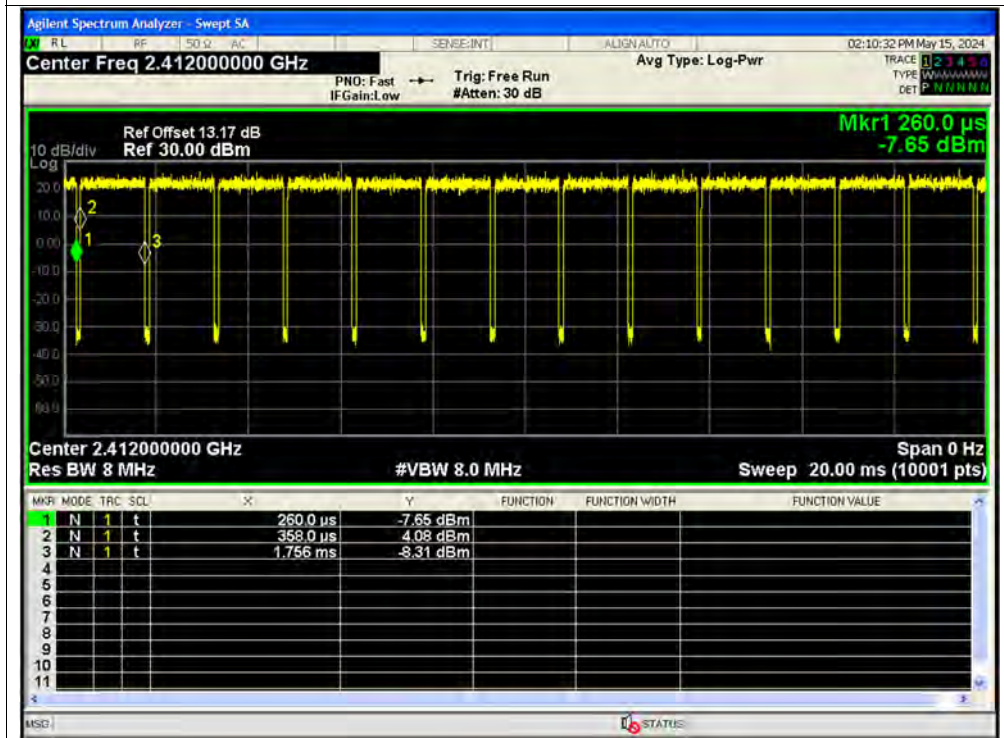 Agilent Spectrum Analyzer - Swept SA
LXI RL RF 50 Ω AC SENSE:INT ALIGN AUTO 02:10:32 PM May 15, 2024
Center Freq 2.412000000 GHz
Avg Type: Log-Pwr
TRACE 1 2 3 4 5 6
PNO: Fast Trig: Free Run
TYPE W
IFGain:Low #Atten: 30 dB
DET P N N N N N
Mkr1 260.0 µs
-7.65 dBm
Ref Offset 13.17 dB
10 dB/div Ref 30.00 dBm
Log
20.0
10.0
0.00
-10.0
-20.0
-30.0
-40.0
-50.0
-60.0
2
1
3
Center 2.412000000 GHz Span 0 Hz
Res BW 8 MHz #VBW 8.0 MHz Sweep 20.00 ms (10001 pts)
MKR MODE TRC SCL X Y FUNCTION FUNCTION WIDTH FUNCTION VALUE
1 N 1 t 260.0 µs -7.65 dBm
2 N 1 t 358.0 µs 4.08 dBm
3 N 1 t 1.756 ms -8.31 dBm
4
5
6
7
8
9
10
11
MSG STATUS